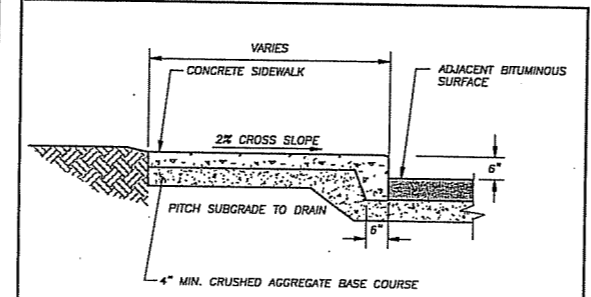 VARIES
CONCRETE SIDEWALK
ADJACENT BITUMINOUS
SURFACE
2% CROSS SLOPE
6"
PITCH SUBGRADE TO DRAIN
6"
4" MIN. CRUSHED AGGREGATE BASE COURSE